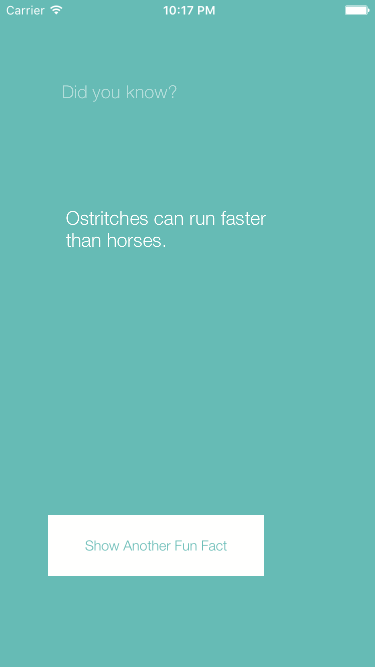 Carrier 10:17 PM
Did you know?
Ostritches can run faster
than horses.
Show Another Fun Fact